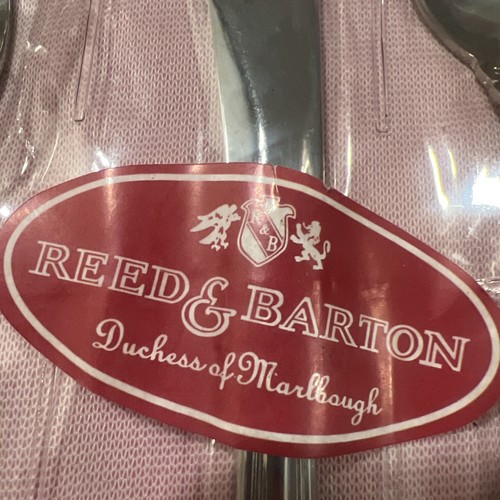 R&B
REED & BARTON
Duchess of Marlbough